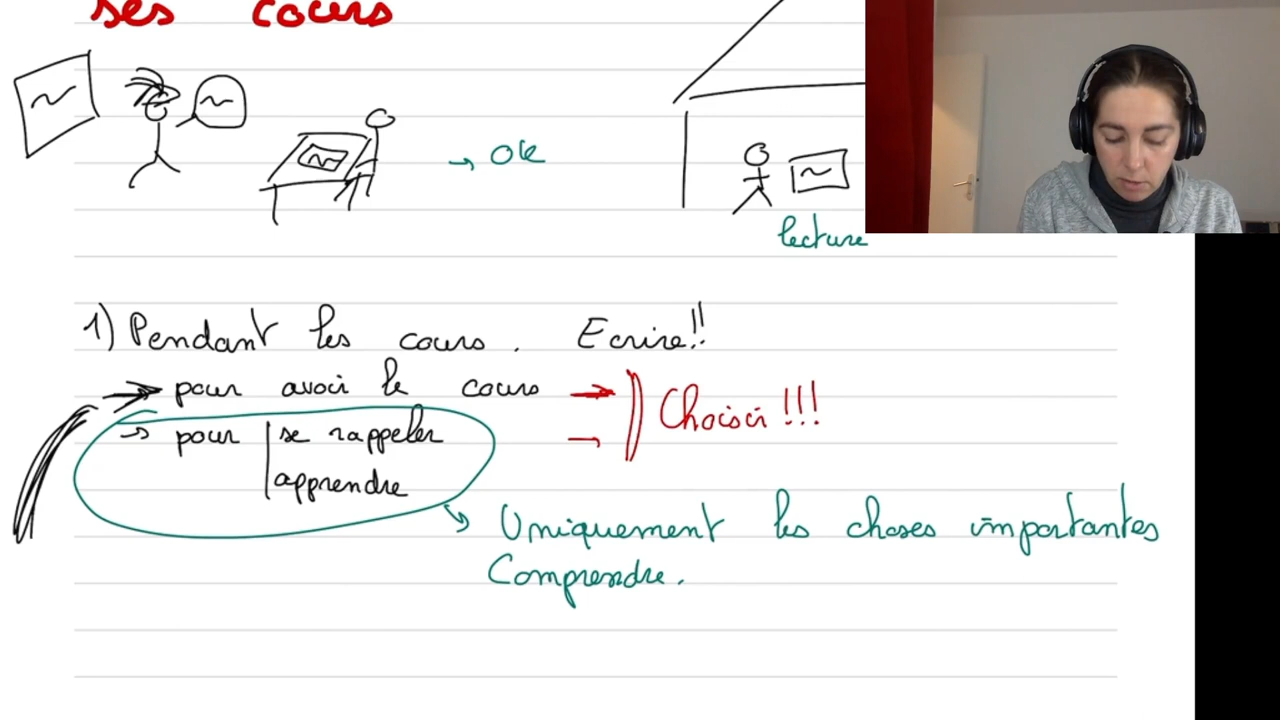 ses cours
→ Ok
lecture
1) Pendant les cours. Ecrire!!
→ pour avoir le cours →
Choisir !!!
→ pour se rappeler →
apprendre
↳ Uniquement les choses importantes
Comprendre.